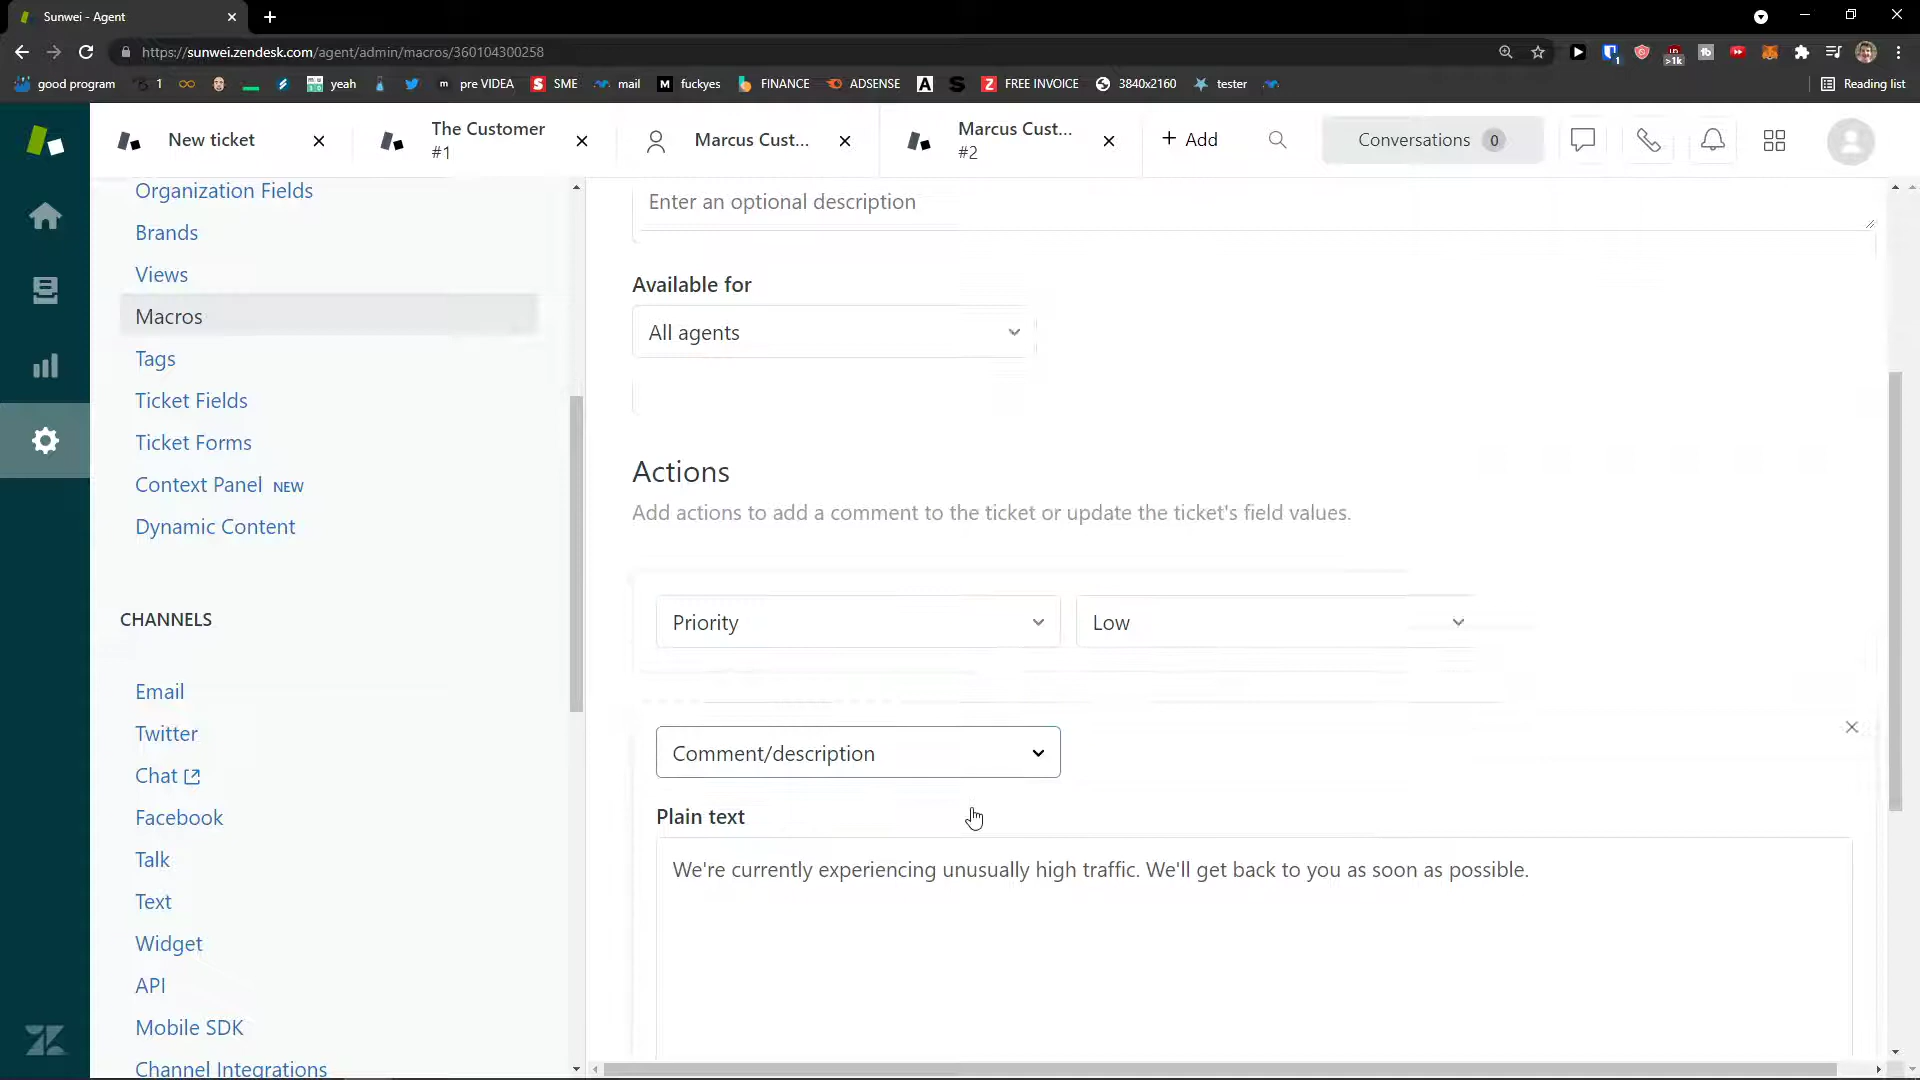 Sunwei - Agent
https://sunwei.zendesk.com/agent/admin/macros/360104300258
good program
1
yeah
pre VIDEA
SME
mail
fuckyes
FINANCE
ADSENSE
FREE INVOICE
3840x2160
tester
Reading list
New ticket
The Customer
#1
Marcus Cust...
Marcus Cust...
#2
+ Add
Conversations 0
Organization Fields
Brands
Views
Macros
Tags
Ticket Fields
Ticket Forms
Context Panel NEW
Dynamic Content
CHANNELS
Email
Twitter
Chat
Facebook
Talk
Text
Widget
API
Mobile SDK
Channel Integrations
Enter an optional description
Available for
All agents
Actions
Add actions to add a comment to the ticket or update the ticket's field values.
Priority
Low
Comment/description
Plain text
We're currently experiencing unusually high traffic. We'll get back to you as soon as possible.